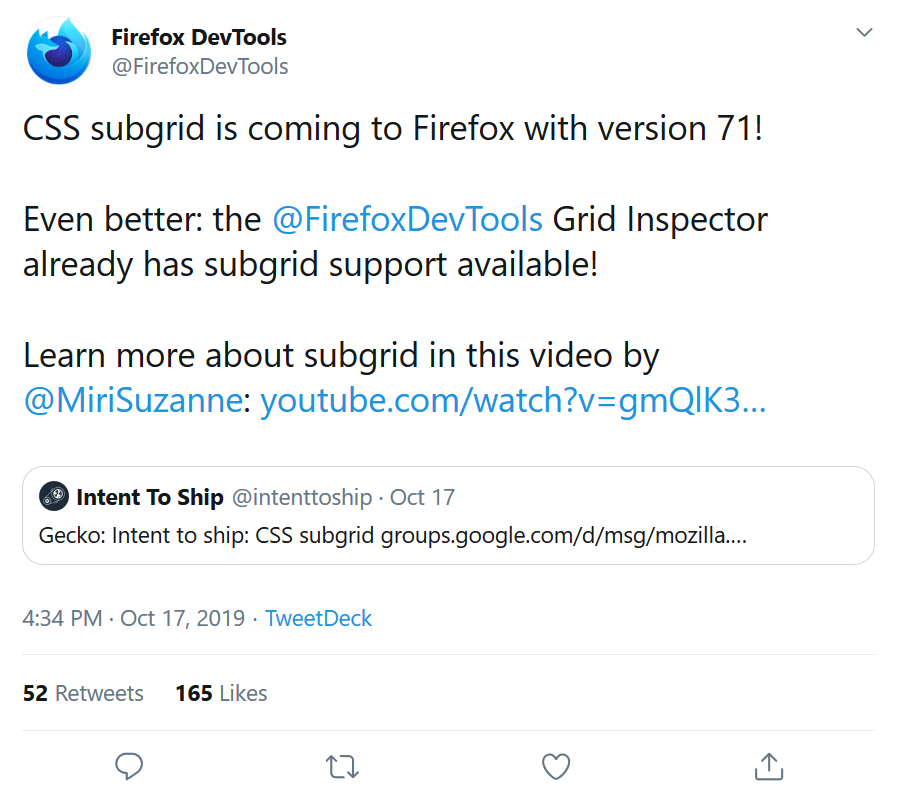 Firefox DevTools
@FirefoxDevTools
CSS subgrid is coming to Firefox with version 71!
Even better: the @FirefoxDevTools Grid Inspector
already has subgrid support available!
Learn more about subgrid in this video by
@MiriSuzanne: youtube.com/watch?v=gmQlK3…
Intent To Ship @intenttoship · Oct 17
Gecko: Intent to ship: CSS subgrid groups.google.com/d/msg/mozilla.…
4:34 PM · Oct 17, 2019 · TweetDeck
52 Retweets 165 Likes